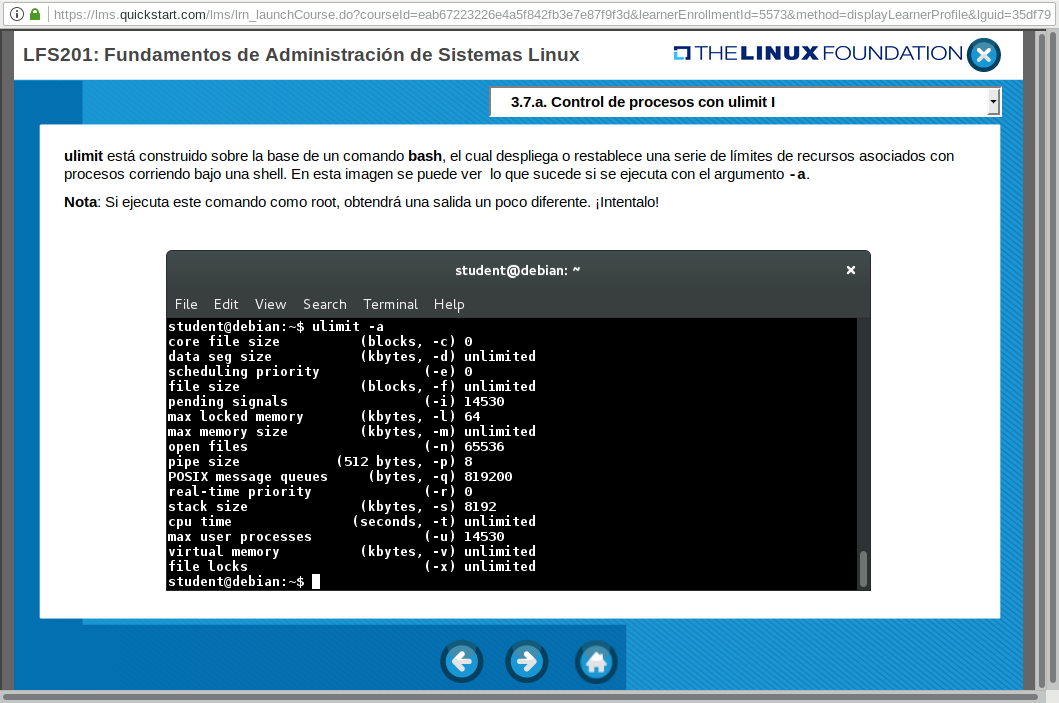 https://lms.quickstart.com/lms/lrn_launchCourse.do?courseId=eab67223226e4a5f842fb3e7e87f9f3d&learnerEnrollmentId=5573&method=displayLearnerProfile&lguid=35df79
LFS201: Fundamentos de Administración de Sistemas Linux
THE LINUX FOUNDATION
3.7.a. Control de procesos con ulimit I
ulimit está construido sobre la base de un comando bash, el cual despliega o restablece una serie de límites de recursos asociados con
procesos corriendo bajo una shell. En esta imagen se puede ver  lo que sucede si se ejecuta con el argumento -a.
Nota: Si ejecuta este comando como root, obtendrá una salida un poco diferente. ¡Intentalo!
student@debian: ~
File Edit View Search Terminal Help
student@debian:~$ ulimit -a
core file size          (blocks, -c) 0
data seg size           (kbytes, -d) unlimited
scheduling priority             (-e) 0
file size               (blocks, -f) unlimited
pending signals                 (-i) 14530
max locked memory       (kbytes, -l) 64
max memory size         (kbytes, -m) unlimited
open files                      (-n) 65536
pipe size            (512 bytes, -p) 8
POSIX message queues     (bytes, -q) 819200
real-time priority              (-r) 0
stack size              (kbytes, -s) 8192
cpu time               (seconds, -t) unlimited
max user processes              (-u) 14530
virtual memory          (kbytes, -v) unlimited
file locks                      (-x) unlimited
student@debian:~$